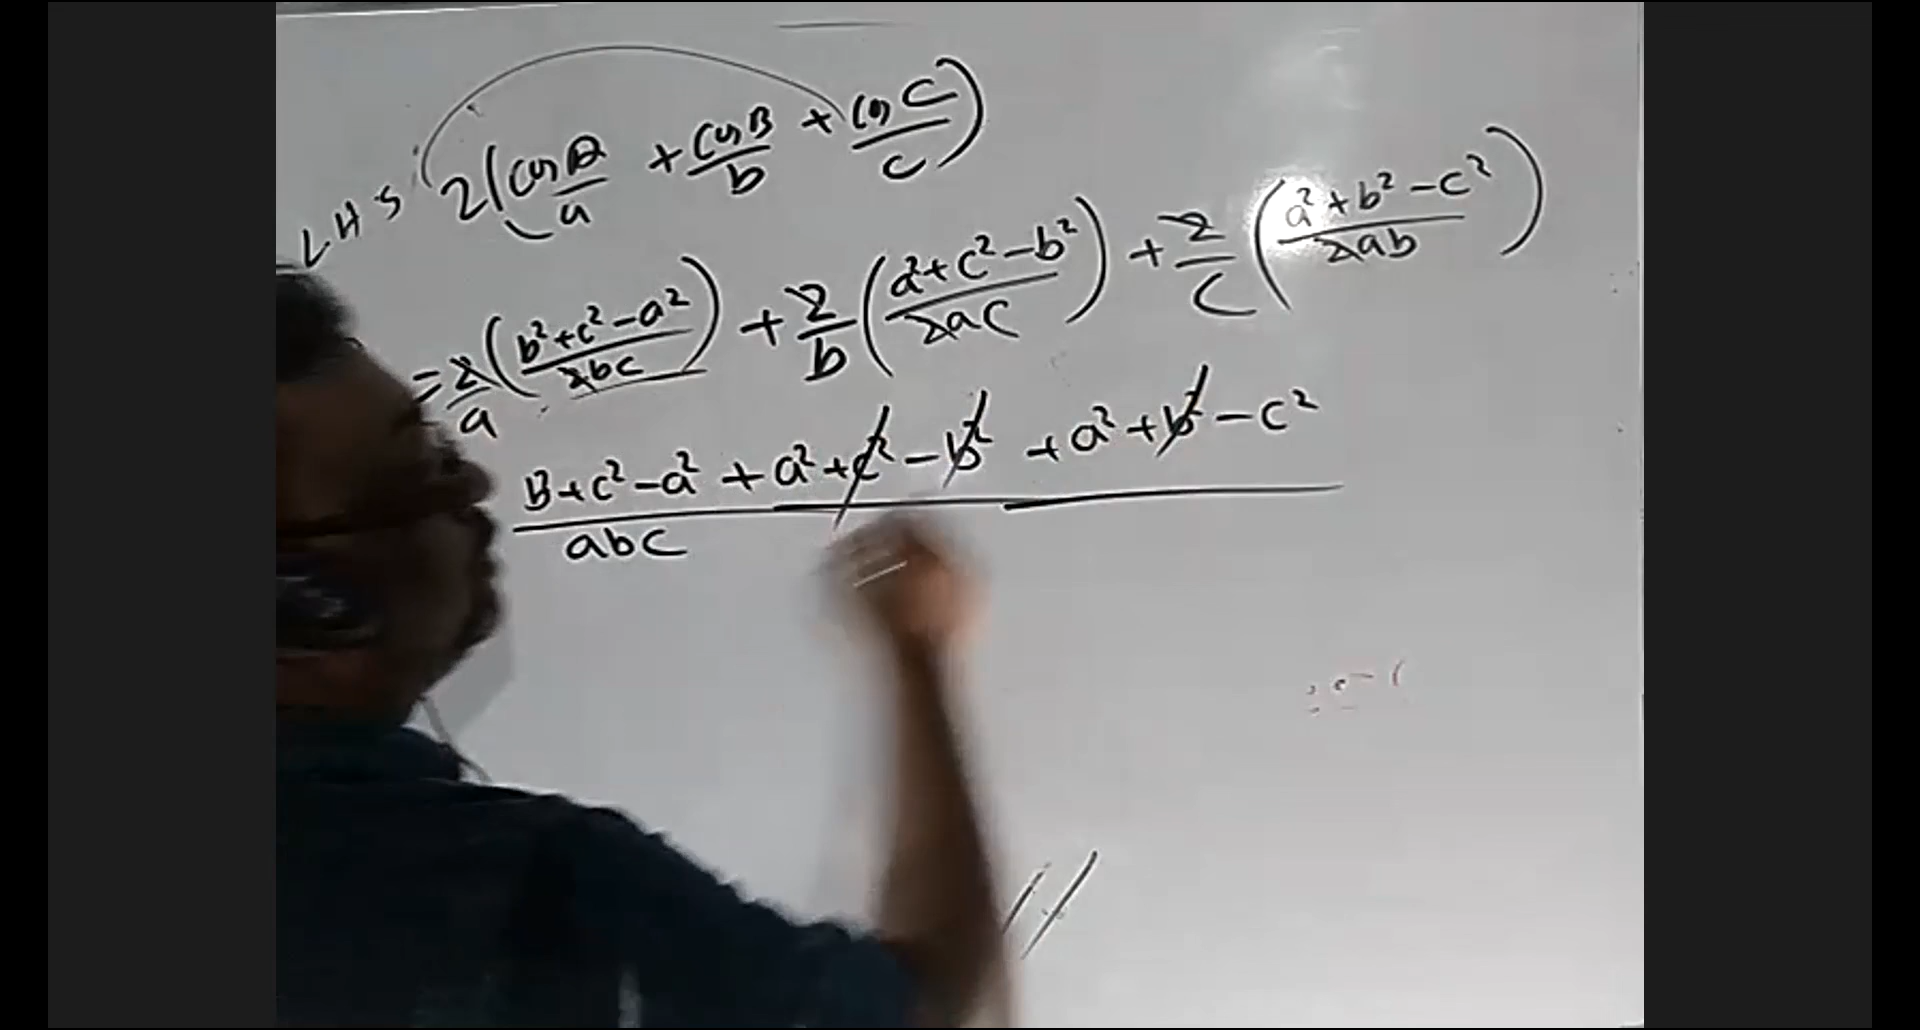 LHS 2(cosA/a + cosB/b + cosC/c)
= 2/a (b²+c²-a²/2bc) + 2/b (a²+c²-b²/2ac) + 2/c (a²+b²-c²/2ab)
B+c²-a² + a²+c²-b² + a²+b²-c²
abc